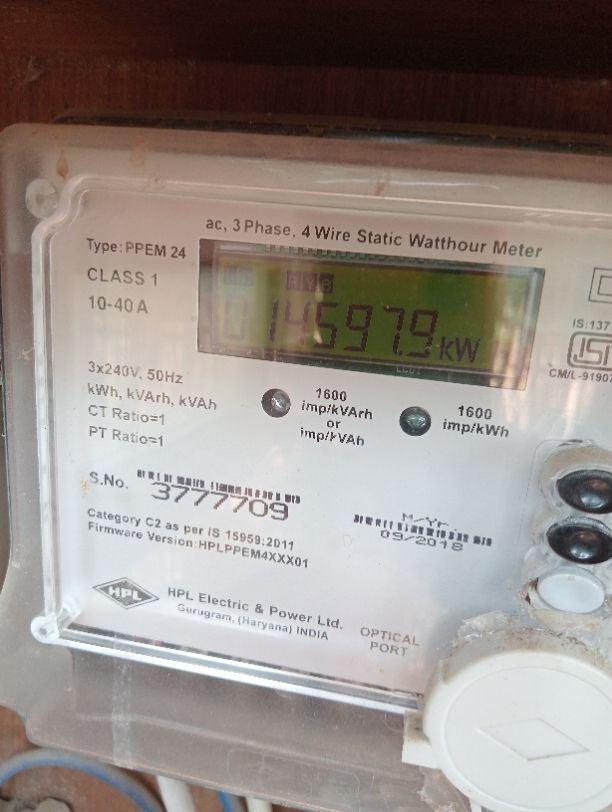 ac, 3 Phase, 4 Wire Static Watthour Meter
Type: PPEM 24
CLASS 1
10-40 A
R Y B
014597.9 kW
IS:137
ISI
CM/L-91907
3x240V, 50Hz
kWh, kVArh, kVAh
CT Ratio=1
PT Ratio=1
1600
imp/kVArh
or
imp/kVAh
1600
imp/kWh
S.No.
3777709
M/Yr.
09/2018
Category C2 as per IS 15959:2011
Firmware Version:HPLPPEM4XXX01
HPL
HPL Electric & Power Ltd.
Gurugram, (Haryana) INDIA
OPTICAL
PORT